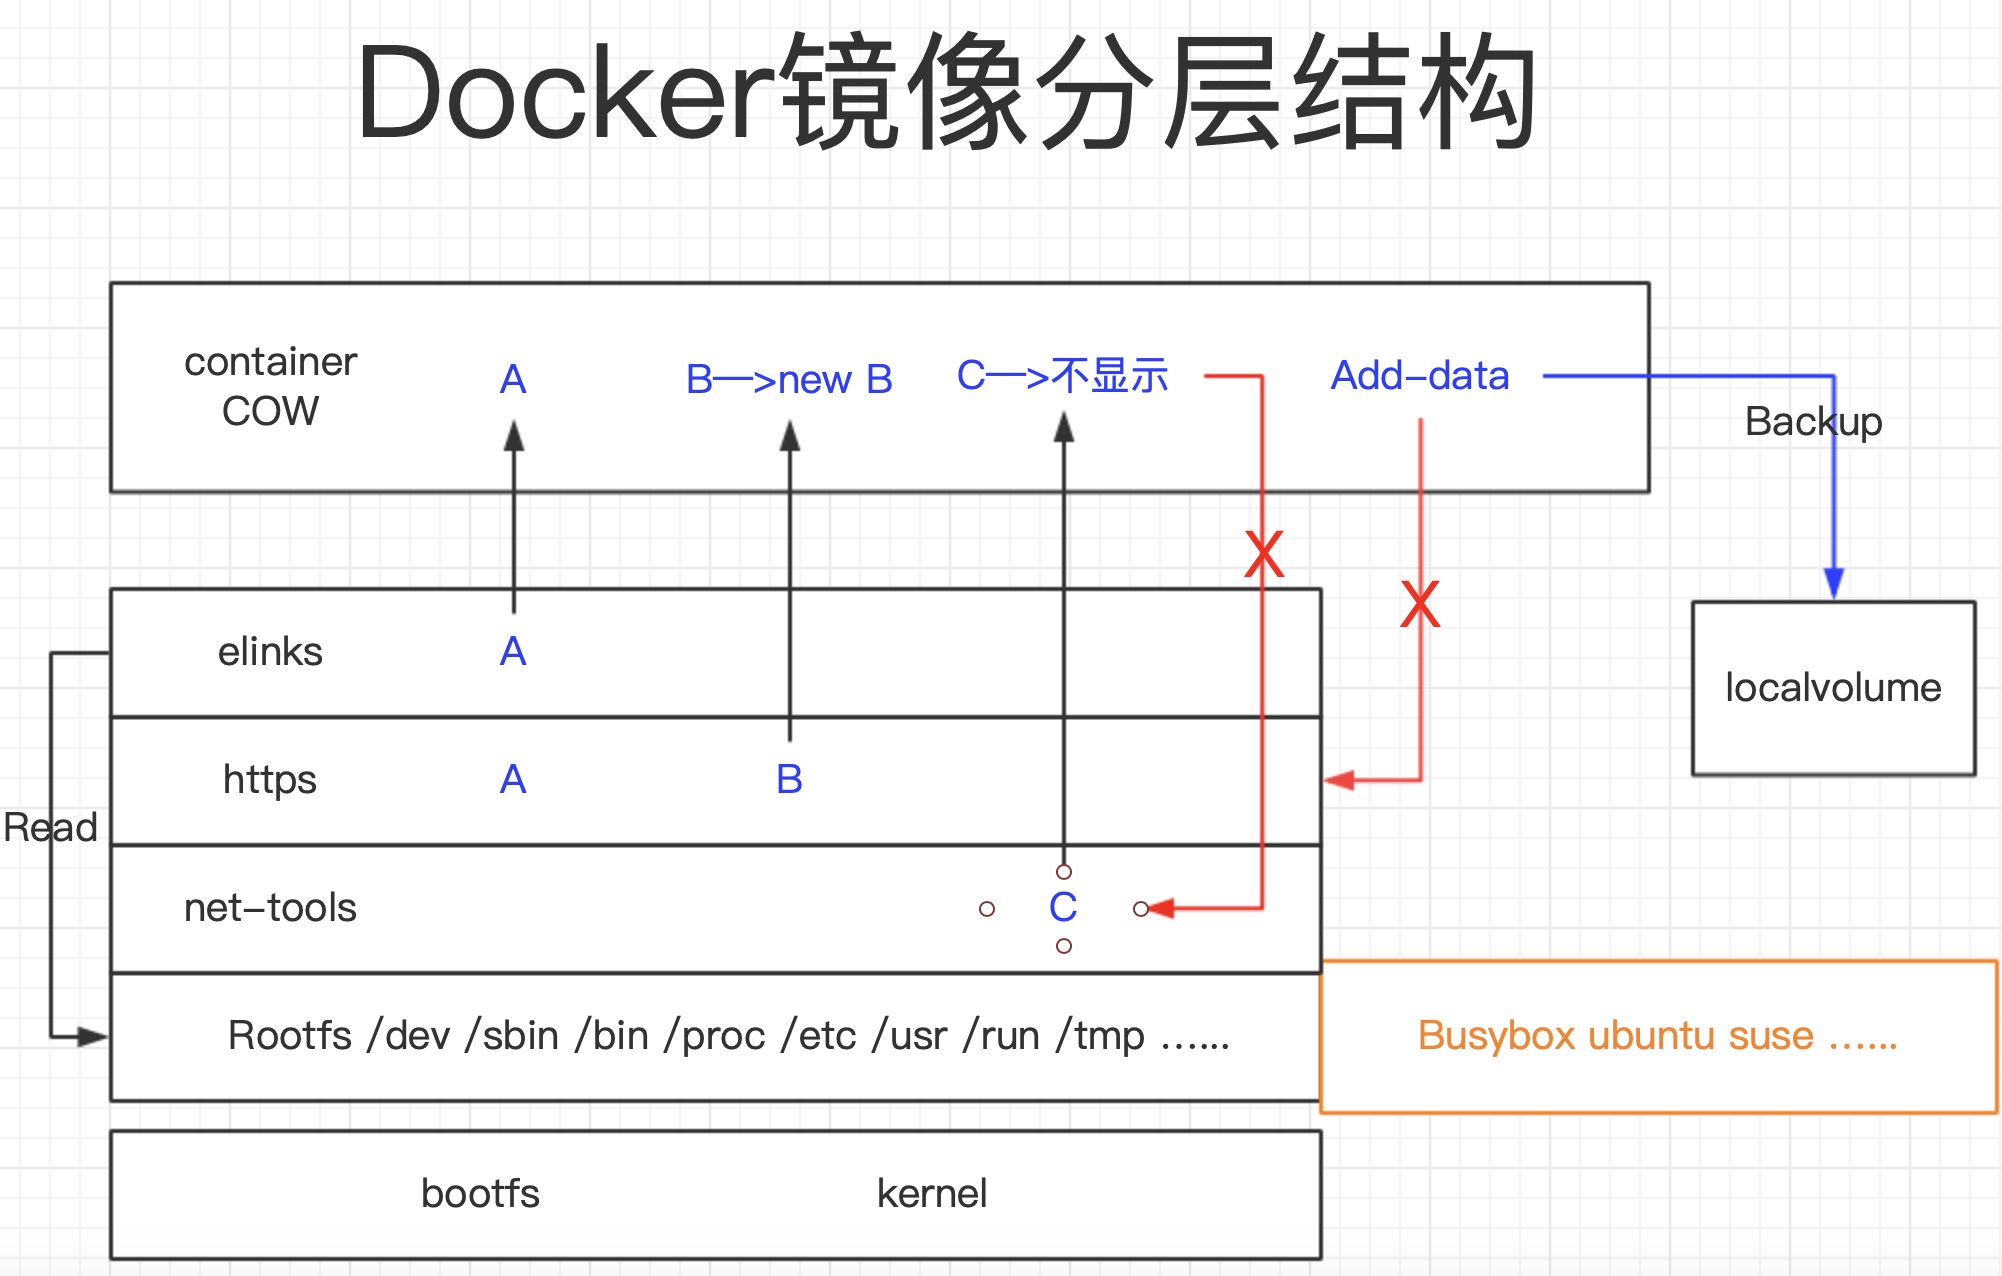 Docker镜像分层结构
container
COW
A
B—>new B
C—>不显示
Add-data
Backup
X
X
elinks
A
localvolume
https
A
B
Read
net-tools
C
Rootfs /dev /sbin /bin /proc /etc /usr /run /tmp ......
Busybox ubuntu suse ......
bootfs
kernel